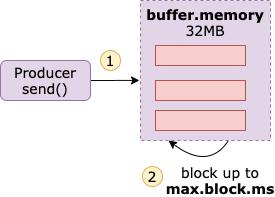 buffer.memory
32MB
1
Producer
send()
2
block up to
max.block.ms